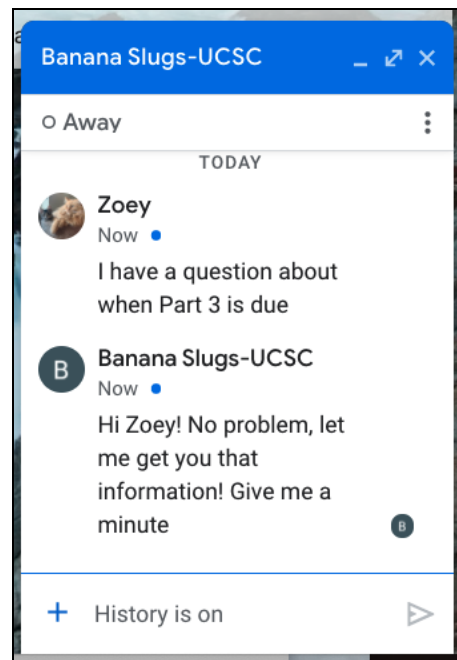 Banana Slugs-UCSC
Away
TODAY
Zoey
Now
I have a question about
when Part 3 is due
B
Banana Slugs-UCSC
Now
Hi Zoey! No problem, let
me get you that
information! Give me a
minute
B
History is on